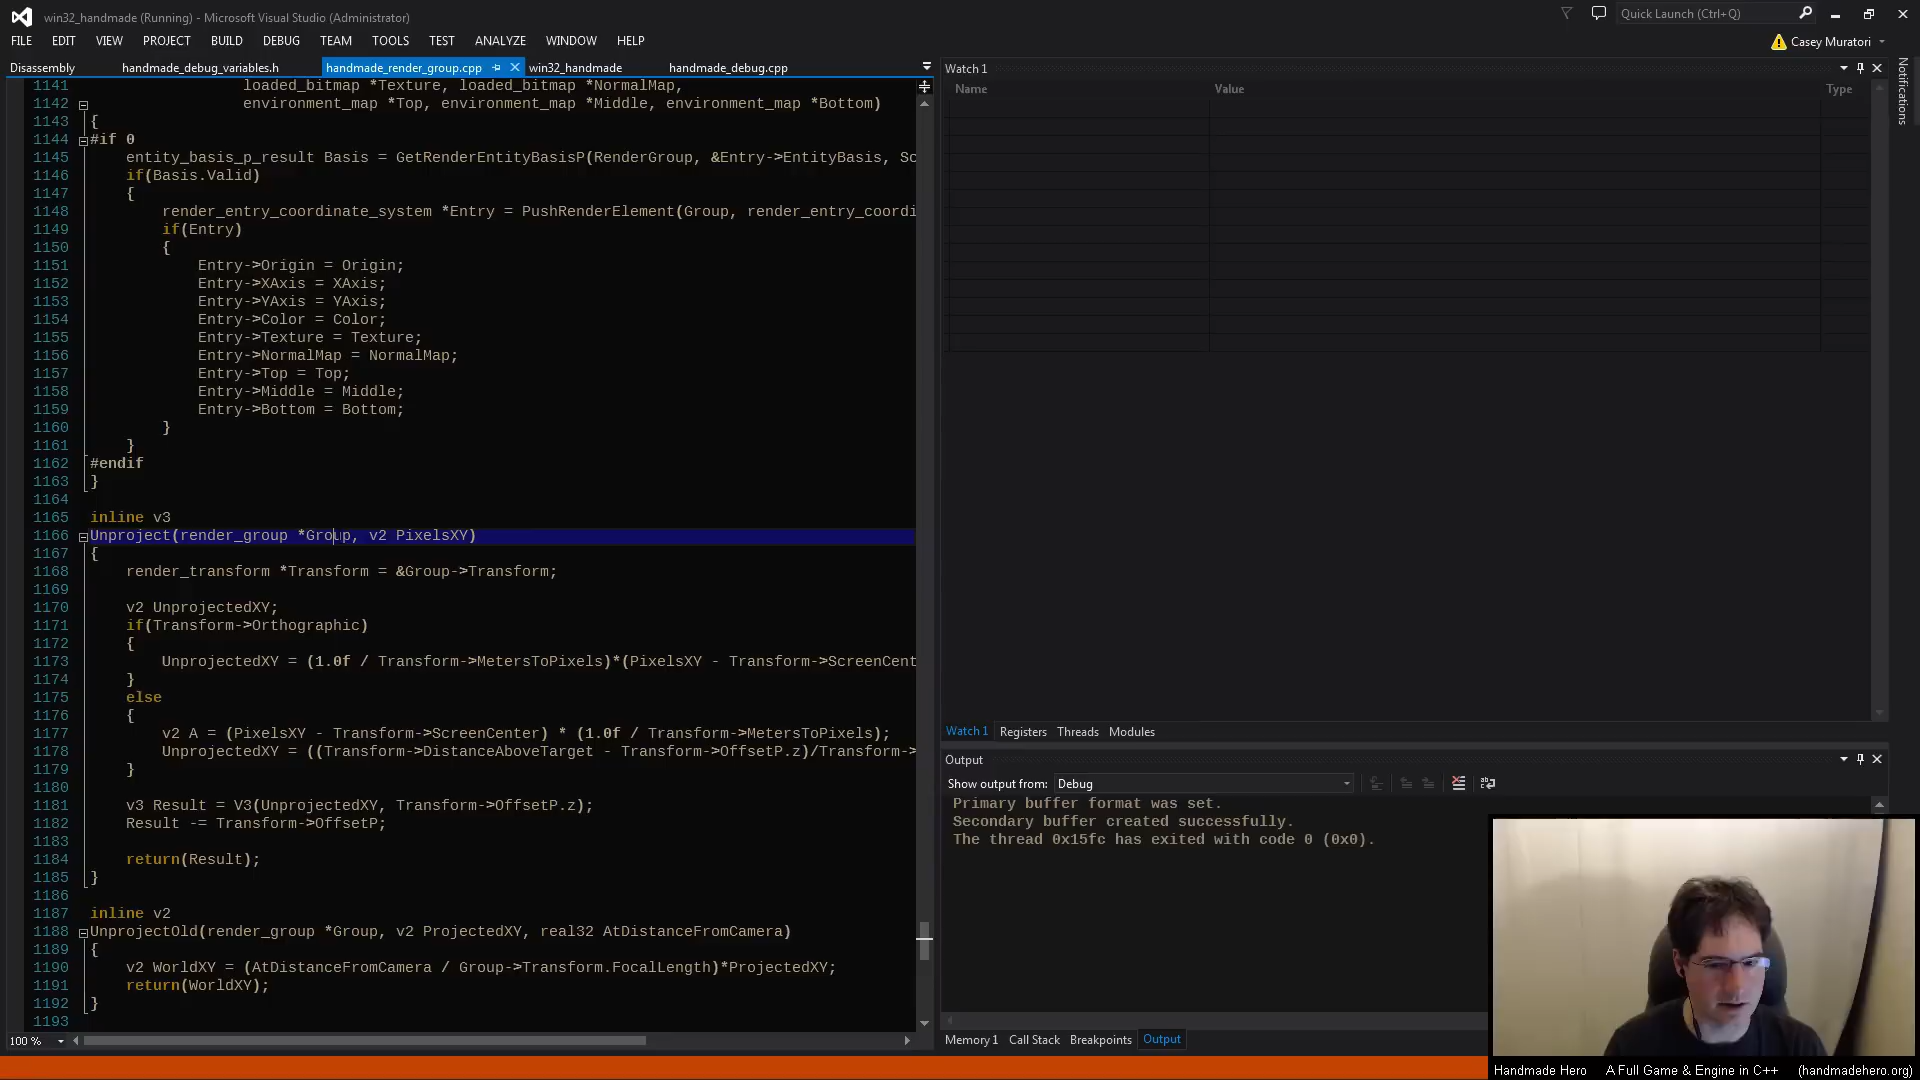 win32_handmade (Running) - Microsoft Visual Studio (Administrator)
Quick Launch (Ctrl+Q)
FILE EDIT VIEW PROJECT BUILD DEBUG TEAM TOOLS TEST ANALYZE WINDOW HELP
Casey Muratori
Disassembly handmade_debug_variables.h handmade_render_group.cpp win32_handmade handmade_debug.cpp
1141 loaded_bitmap *Texture, loaded_bitmap *NormalMap,
1142 environment_map *Top, environment_map *Middle, environment_map *Bottom)
1143 {
1144 #if 0
1145 entity_basis_p_result Basis = GetRenderEntityBasisP(RenderGroup, &Entry->EntityBasis, Sc
1146 if(Basis.Valid)
1147 {
1148 render_entry_coordinate_system *Entry = PushRenderElement(Group, render_entry_coordi
1149 if(Entry)
1150 {
1151 Entry->Origin = Origin;
1152 Entry->XAxis = XAxis;
1153 Entry->YAxis = YAxis;
1154 Entry->Color = Color;
1155 Entry->Texture = Texture;
1156 Entry->NormalMap = NormalMap;
1157 Entry->Top = Top;
1158 Entry->Middle = Middle;
1159 Entry->Bottom = Bottom;
1160 }
1161 }
1162 #endif
1163 }
1164
1165 inline v3
1166 Unproject(render_group *Group, v2 PixelsXY)
1167 {
1168 render_transform *Transform = &Group->Transform;
1169
1170 v2 UnprojectedXY;
1171 if(Transform->Orthographic)
1172 {
1173 UnprojectedXY = (1.0f / Transform->MetersToPixels)*(PixelsXY - Transform->ScreenCent
1174 }
1175 else
1176 {
1177 v2 A = (PixelsXY - Transform->ScreenCenter) * (1.0f / Transform->MetersToPixels);
1178 UnprojectedXY = ((Transform->DistanceAboveTarget - Transform->OffsetP.z)/Transform->
1179 }
1180
1181 v3 Result = V3(UnprojectedXY, Transform->OffsetP.z);
1182 Result -= Transform->OffsetP;
1183
1184 return(Result);
1185 }
1186
1187 inline v2
1188 UnprojectOld(render_group *Group, v2 ProjectedXY, real32 AtDistanceFromCamera)
1189 {
1190 v2 WorldXY = (AtDistanceFromCamera / Group->Transform.FocalLength)*ProjectedXY;
1191 return(WorldXY);
1192 }
1193
100 %
Watch 1
Name Value Type
Notifications
Watch 1 Registers Threads Modules
Output
Show output from: Debug
Primary buffer format was set.
Secondary buffer created successfully.
The thread 0x15fc has exited with code 0 (0x0).
Memory 1 Call Stack Breakpoints Output
Handmade Hero A Full Game & Engine in C++ (handmadehero.org)